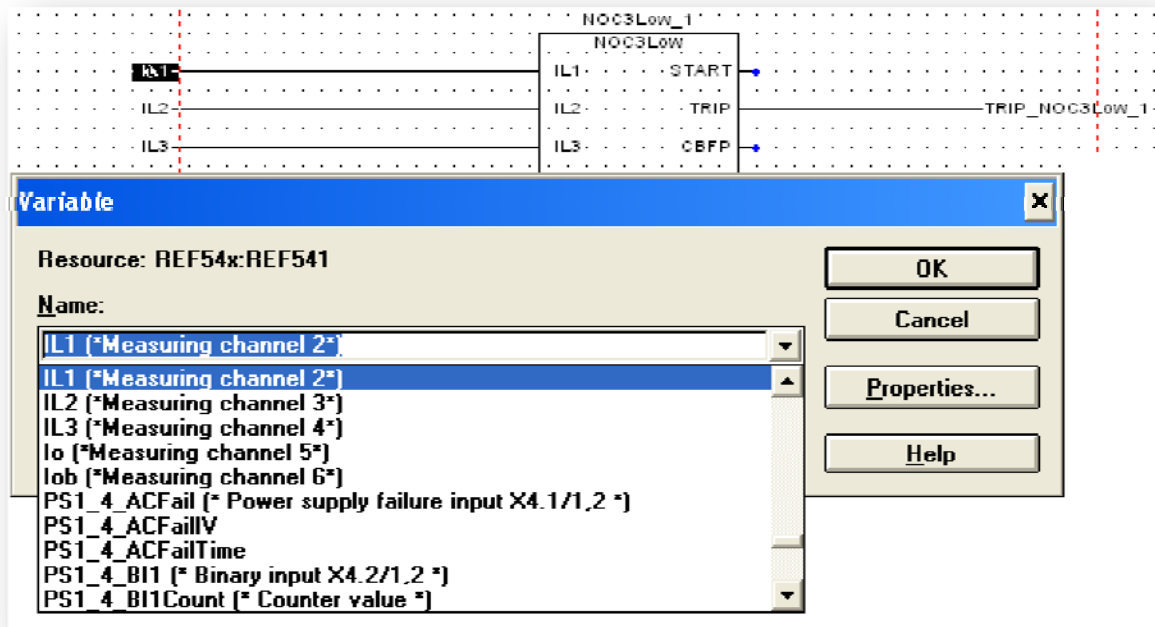 NOC3Low_1
NOC3Low
IL1 START
IL2 IL2 TRIP TRIP_NOC3Low_1
IL3 IL3 CBFP
Variable
Resource: REF54x:REF541
OK
Name:
Cancel
IL1 (*Measuring channel 2*)
IL1 (*Measuring channel 2*)
Properties...
IL2 (*Measuring channel 3*)
IL3 (*Measuring channel 4*)
Io (*Measuring channel 5*)
Help
Iob (*Measuring channel 6*)
PS1_4_ACFail (* Power supply failure input X4.1/1,2 *)
PS1_4_ACFailIV
PS1_4_ACFailTime
PS1_4_BI1 (* Binary input X4.2/1,2 *)
PS1_4_BI1Count (* Counter value *)